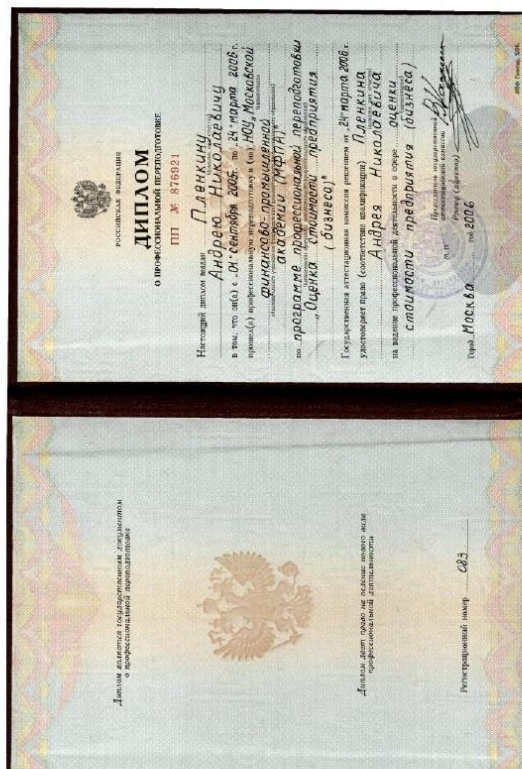 Диплом является государственным документом
о профессиональной переподготовке
Диплом дает право на ведение нового вида
профессиональной деятельности
Регистрационный номер 083
РОССИЙСКАЯ ФЕДЕРАЦИЯ
ДИПЛОМ
О ПРОФЕССИОНАЛЬНОЙ ПЕРЕПОДГОТОВКЕ
ПП № 876921
Настоящий диплом выдан Пленкину
Андрею Николаевичу
в том, что он(а) с „01" сентября 2005г. по „24" марта 2006г.
прошел(а) профессиональную переподготовку в (на) НОУ „Московской
финансово-промышленной
академии (МФПА)"
по программе профессиональной переподготовки
„Оценка стоимости предприятия
(бизнеса)"
Государственная аттестационная комиссия решением от „24" марта 2006г.
удостоверяет право (соответствие квалификации) Пленкина
Андрея Николаевича
на ведение профессиональной деятельности в сфере оценки
стоимости предприятия (бизнеса)
Председатель государственной
аттестационной комиссии
М.П.
Ректор (директор)
Город Москва год 2006